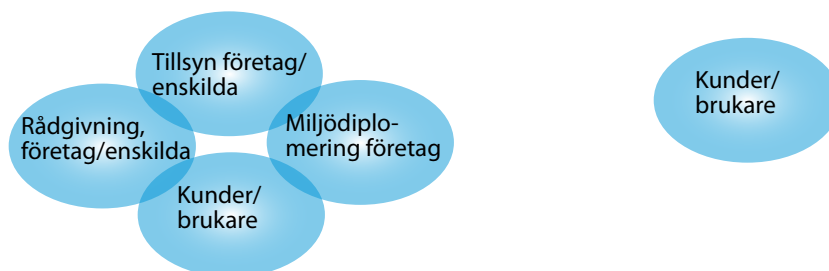 Tillsyn företag/
enskilda
Rådgivning,
företag/enskilda
Miljödiplo-
mering företag
Kunder/
brukare
Kunder/
brukare